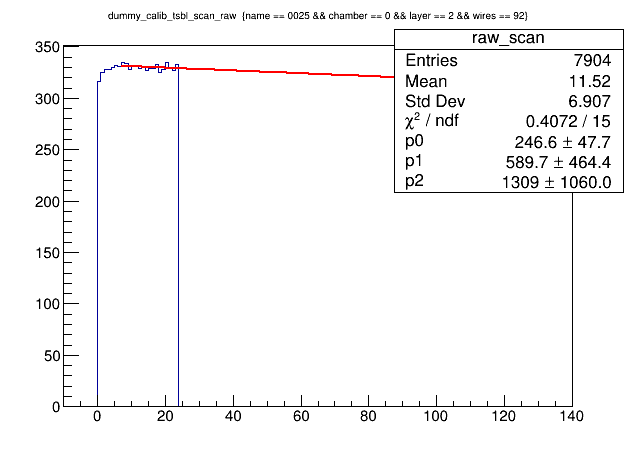 dummy_calib_tsbl_scan_raw {name == 0025 && chamber == 0 && layer == 2 && wires == 92}
raw_scan
Entries 7904
Mean 11.52
Std Dev 6.907
χ² / ndf 0.4072 / 15
p0 246.6 ± 47.7
p1 589.7 ± 464.4
p2 1309 ± 1060.0
350
300
250
200
150
100
50
0
0 20 40 60 80 100 120 140